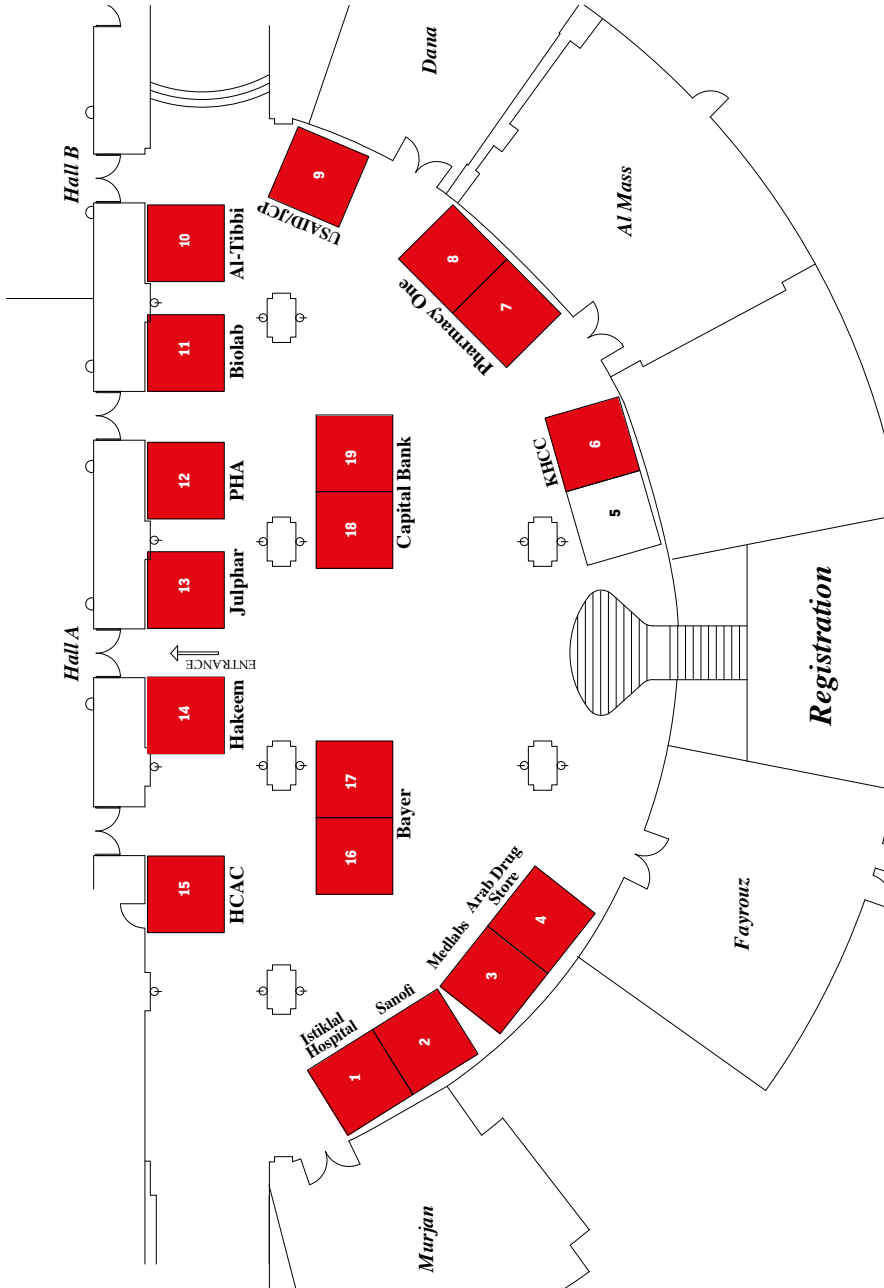 Hall A
Hall B
15
HCAC
14
Hakeem
ENTRANCE
13
Julphar
12
PHA
11
Biolab
10
Al-Tibbi
9
USAID/JCP
Dana
16
17
Bayer
18
19
Capital Bank
8
7
Pharmacy One
Al Mass
1
Istiklal
Hospital
2
Sanofi
3
Medlabs
4
Arab Drug
Store
5
6
KHCC
Murjan
Fayrouz
Registration